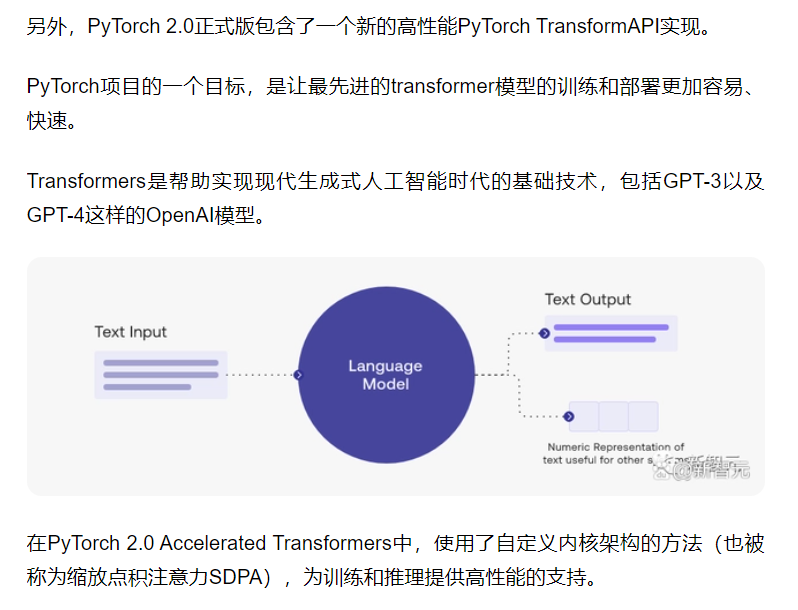 另外，PyTorch 2.0正式版包含了一个新的高性能PyTorch TransformAPI实现。
PyTorch项目的一个目标，是让最先进的transformer模型的训练和部署更加容易、
快速。
Transformers是帮助实现现代生成式人工智能时代的基础技术，包括GPT-3以及
GPT-4这样的OpenAI模型。
Text Input
Language
Model
Text Output
Numeric Representation of
text useful for other
@新智元
在PyTorch 2.0 Accelerated Transformers中，使用了自定义内核架构的方法（也被
称为缩放点积注意力SDPA），为训练和推理提供高性能的支持。